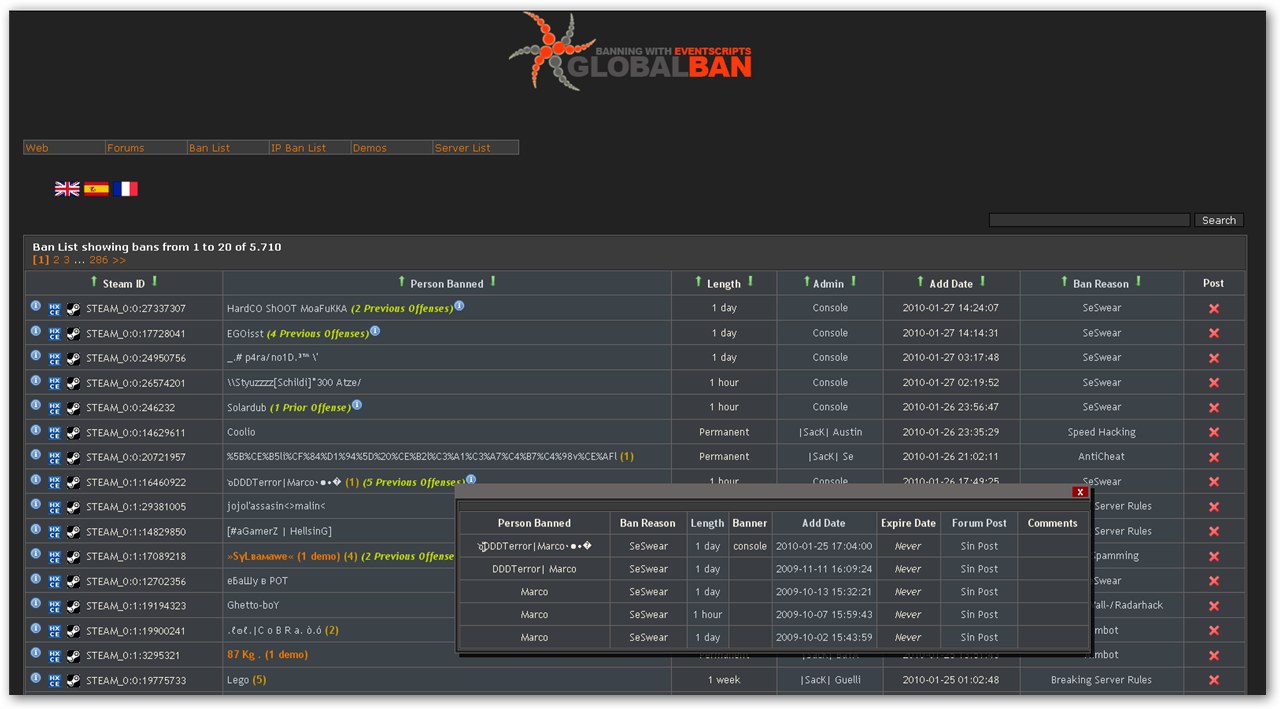 BANNING WITH EVENTSCRIPTS
GLOBALBAN
Web Forums Ban List IP Ban List Demos Server List
Search
Ban List showing bans from 1 to 20 of 5.710
[1] 2 3 ... 286 >>
Steam ID Person Banned Length Admin Add Date Ban Reason Post
STEAM_0:0:27337307 HardCO ShOOT MoaFuKKA (2 Previous Offenses) 1 day Console 2010-01-27 14:24:07 SeSwear
STEAM_0:0:17728041 EGOisst (4 Previous Offenses) 1 day Console 2010-01-27 14:14:31 SeSwear
STEAM_0:0:24950756 _.# p4ra/no1D.³™ \' 1 day Console 2010-01-27 03:17:48 SeSwear
STEAM_0:0:26574201 \\Styuzzzz[Schildi]*300 Atze/ 1 hour Console 2010-01-27 02:19:52 SeSwear
STEAM_0:0:246232 Solardub (1 Prior Offense) 1 hour Console 2010-01-26 23:56:47 SeSwear
STEAM_0:0:14629611 Coolio Permanent |SacK| Austin 2010-01-26 23:35:29 Speed Hacking
STEAM_0:0:20721957 %5B%CE%B5li%CF%84%D1%94%5D%20%CE%B2l%C3%A1%C3%A7%C4%B7%C4%98v%CE%AFl (1) Permanent |SacK| Se 2010-01-26 21:02:11 AntiCheat
STEAM_0:1:16460922 (1) (5 Previous Offenses) 1 hour Console 2010-01-26 17:49:25 SeSwear
STEAM_0:1:29381005 jojol'assasin<>malin< Server Rules
STEAM_0:1:14829850 [#aGamerZ | HellsinG] Server Rules
STEAM_0:1:17089218 «SγLвaмawe« (1 demo) (4) (2 Previous Offense pamming
STEAM_0:0:12702356 eбaШy в POT Swear
STEAM_0:1:19194323 Ghetto-boY all-/Radarhack
STEAM_0:1:19900241 .ℓσℓ.|C o B R a. ò.ó (2) mbot
STEAM_0:1:3295321 87 Kg . (1 demo) mbot
STEAM_0:0:19775733 Lego (5) 1 week |SacK| Guelli 2010-01-25 01:02:48 Breaking Server Rules
X
Person Banned Ban Reason Length Banner Add Date Expire Date Forum Post Comments
DDDTerror|Marco SeSwear 1 day console 2010-01-25 17:04:00 Never Sin Post
DDDTerror| Marco SeSwear 1 day 2009-11-11 16:09:24 Never Sin Post
Marco SeSwear 1 day 2009-10-13 15:32:21 Never Sin Post
Marco SeSwear 1 hour 2009-10-07 15:59:43 Never Sin Post
Marco SeSwear 1 day 2009-10-02 15:43:59 Never Sin Post